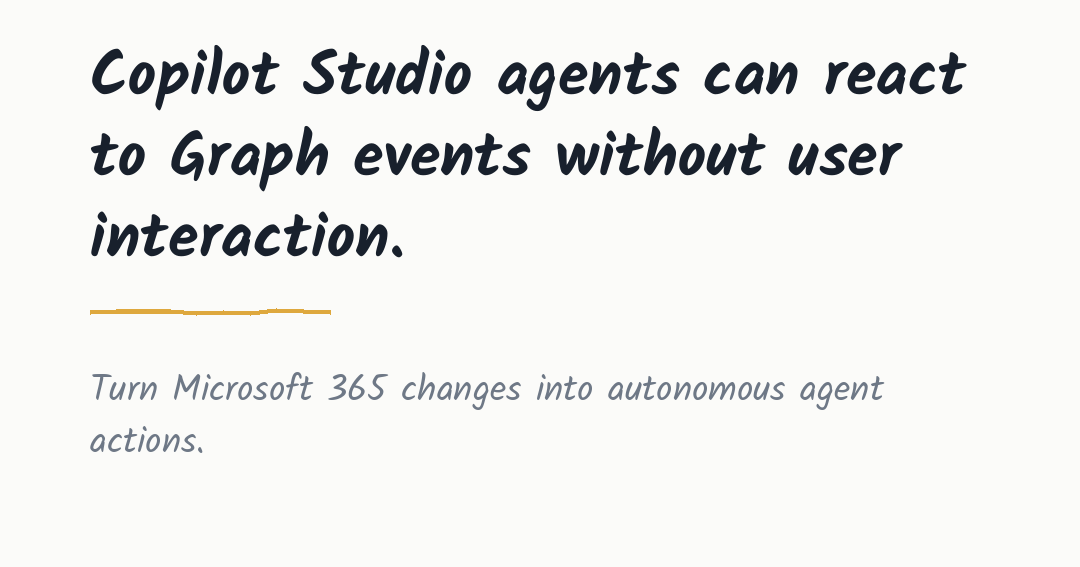 Copilot Studio agents can react
to Graph events without user
interaction.
Turn Microsoft 365 changes into autonomous agent
actions.